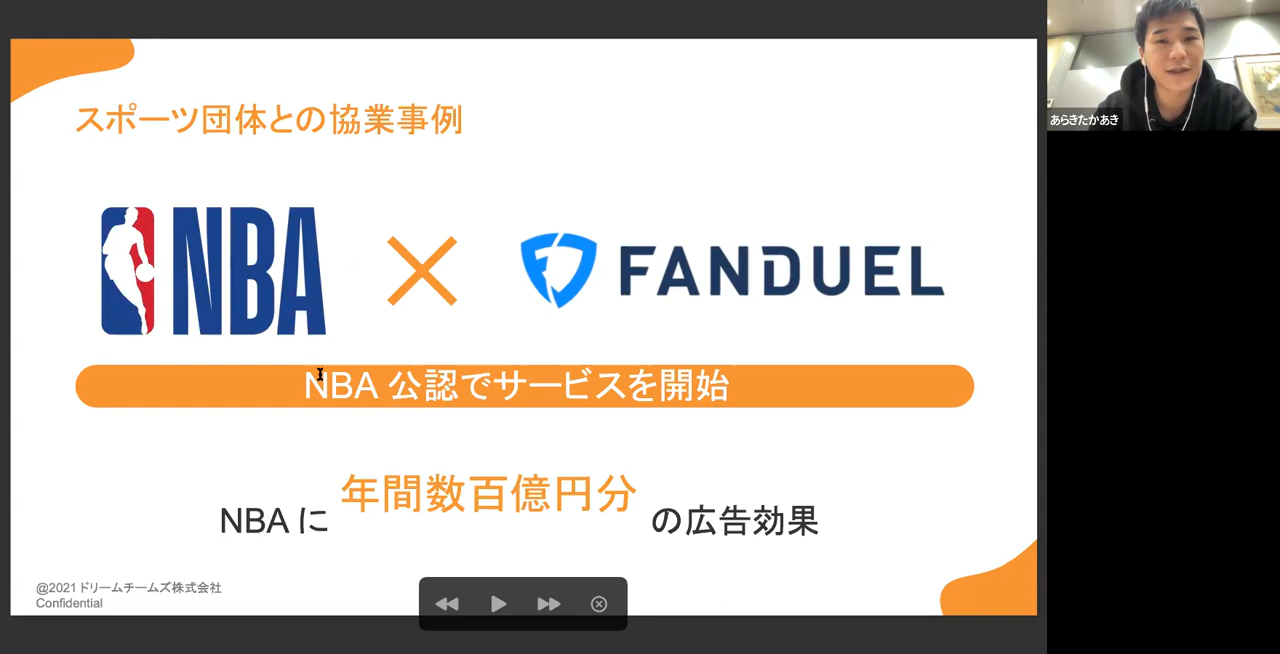 スポーツ団体との協業事例
NBA
FANDUEL
NBA 公認でサービスを開始
NBA に 年間数百億円分 の広告効果
@2021 ドリームチームズ株式会社
Confidential
あらきたかあき